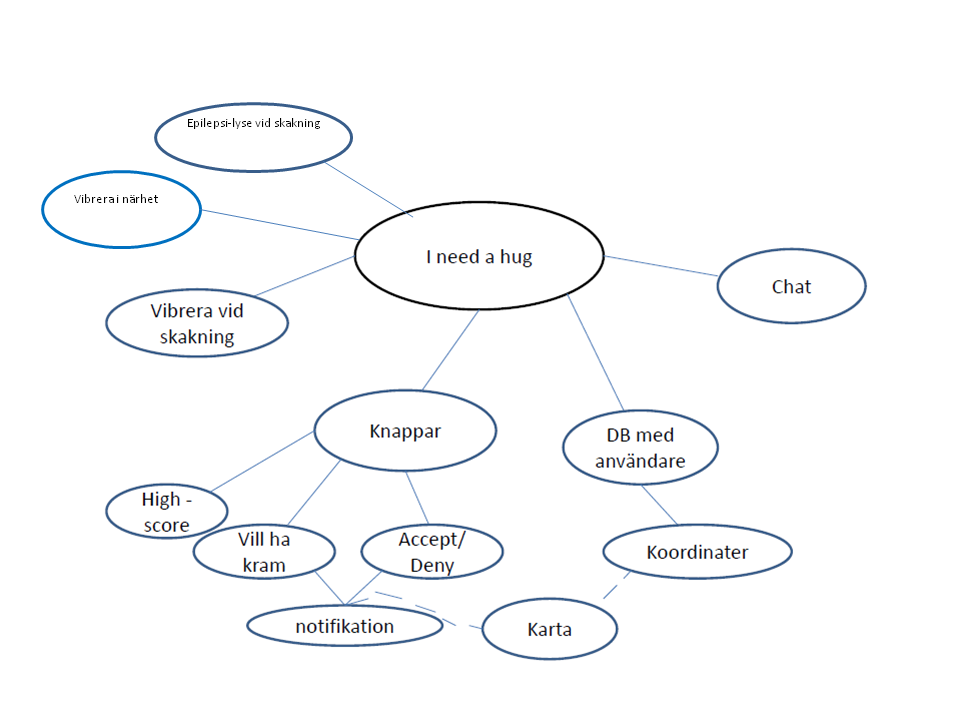 Epilepsi-lyse vid skakning
Vibrera i närhet
I need a hug
Chat
Vibrera vid
skakning
Knappar
DB med
användare
High -
score
Vill ha
kram
Accept/
Deny
Koordinater
notifikation
Karta